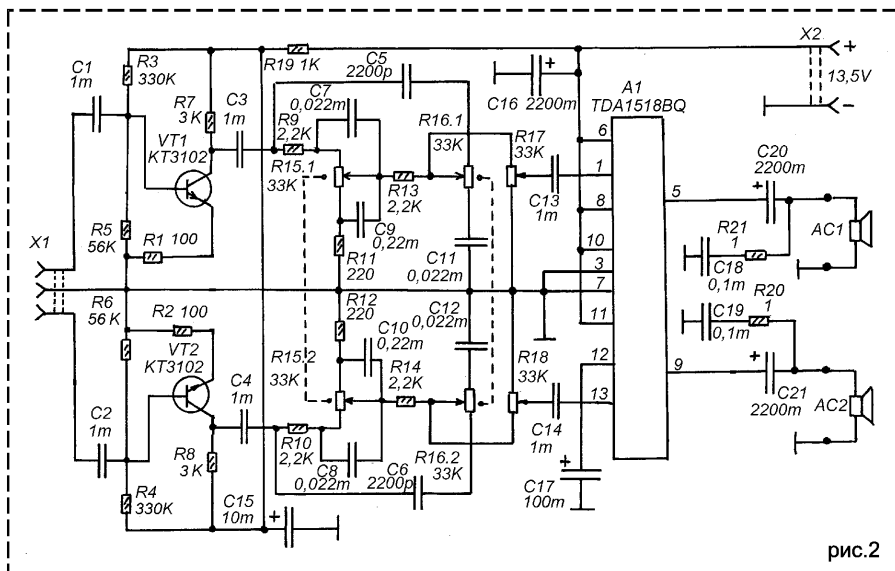 C1
1m
R3
330K
R7
3K
C3
1m
VT1
KT3102
R5
56K
R1 100
X1
R6
56K
R2 100
VT2
KT3102
C2
1m
R4
330K
R8
3K
C4
1m
C15
10m
R19 1K
C5
2200p
C7
0,022m
R9
2,2K
R15.1
33K
R13
2,2K
C9
0,22m
R11
220
R12
220
C10
0,22m
R15.2
33K
R14
2,2K
R10
2,2K
C8
0,022m
C6
2200p
R16.1
33K
C11
0,022m
C12
0,022m
R16.2
33K
R17
33K
R18
33K
C13
1m
C14
1m
C16
+
2200m
C17
100m
+
A1
TDA1518BQ
6
1
8
10
3
7
11
12
13
5
9
X2
+
13,5V
-
C20
2200m
+
AC1
R21
1
C18
0,1m
C19
0,1m
R20
1
+
C21
2200m
AC2
+
рис.2